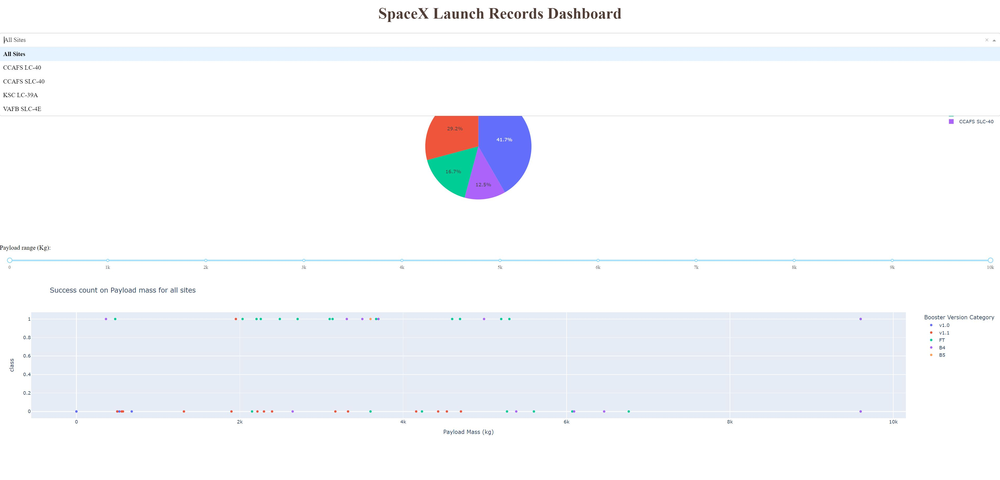 SpaceX Launch Records Dashboard
All Sites
All Sites
CCAFS LC-40
CCAFS SLC-40
KSC LC-39A
VAFB SLC-4E
CCAFS SLC-40
29.2%
41.7%
16.7%
12.5%
Payload range (Kg):
0 1k 2k 3k 4k 5k 6k 7k 8k 9k 10k
Success count on Payload mass for all sites
1
0.8
0.6
0.4
0.2
0
class
0 2k 4k 6k 8k 10k
Payload Mass (kg)
Booster Version Category
v1.0
v1.1
FT
B4
B5